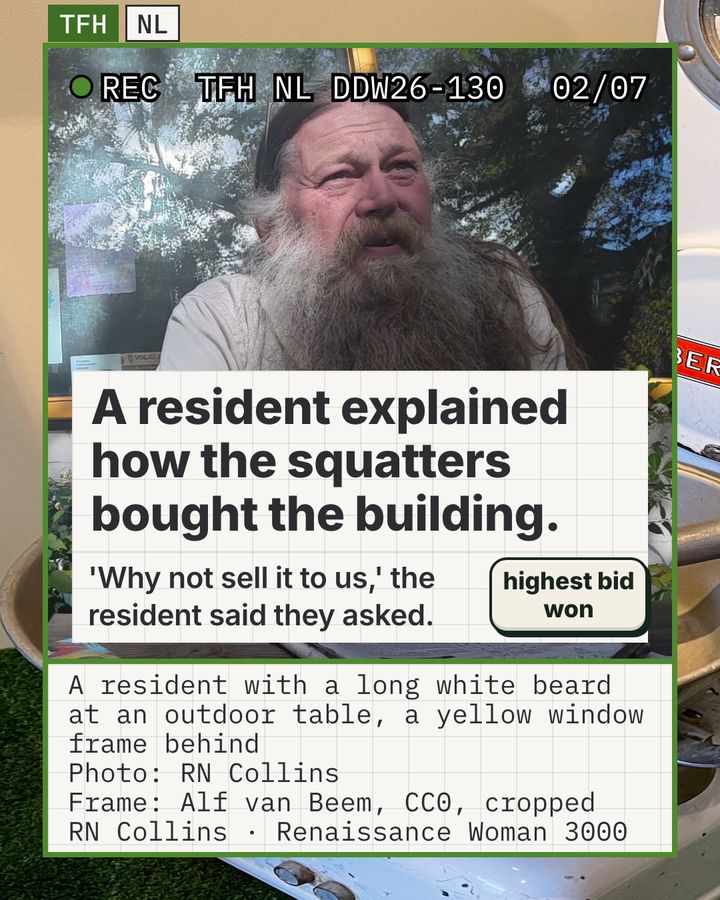 TFH NL
REC TFH NL DDW26-130 02/07
VOCAL
BER
A resident explained
how the squatters
bought the building.
'Why not sell it to us,' the
resident said they asked.
highest bid
won
A resident with a long white beard
at an outdoor table, a yellow window
frame behind
Photo: RN Collins
Frame: Alf van Beem, CC0, cropped
RN Collins · Renaissance Woman 3000